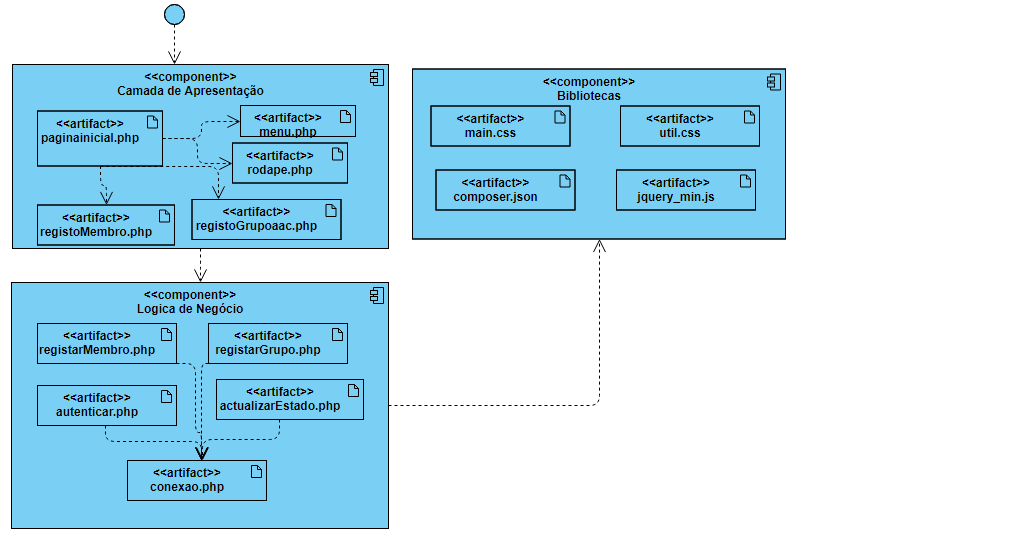 <<component>>
Camada de Apresentação
<<artifact>>
paginainicial.php
<<artifact>>
menu.php
<<artifact>>
rodape.php
<<artifact>>
registoMembro.php
<<artifact>>
registoGrupoaac.php
<<component>>
Bibliotecas
<<artifact>>
main.css
<<artifact>>
util.css
<<artifact>>
composer.json
<<artifact>>
jquery_min.js
<<component>>
Logica de Negócio
<<artifact>>
registarMembro.php
<<artifact>>
registarGrupo.php
<<artifact>>
autenticar.php
<<artifact>>
actualizarEstado.php
<<artifact>>
conexao.php